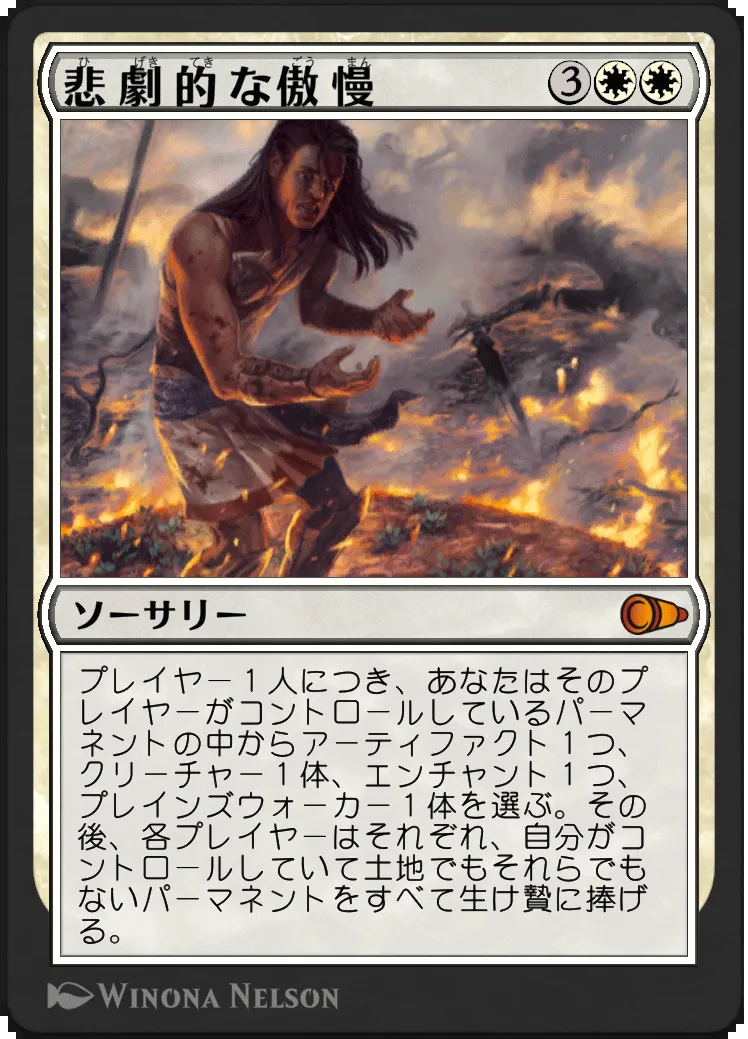 悲劇的な傲慢
ひげきてきごうまん
3
ソーサリー
プレイヤー1人につき、あなたはそのプ
レイヤーがコントロールしているパーマ
ネントの中からアーティファクト1つ、
クリーチャー1体、エンチャント1つ、
プレインズウォーカー1体を選ぶ。その
後、各プレイヤーはそれぞれ、自分がコ
ントロールしていて土地でもそれらでも
ないパーマネントをすべて生け贄に捧げ
る。
WINONA NELSON